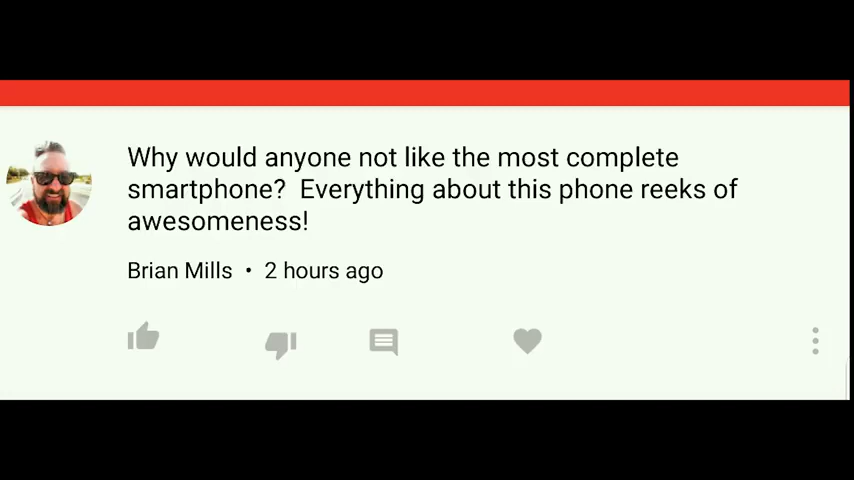 Why would anyone not like the most complete
smartphone?  Everything about this phone reeks of
awesomeness!
Brian Mills • 2 hours ago